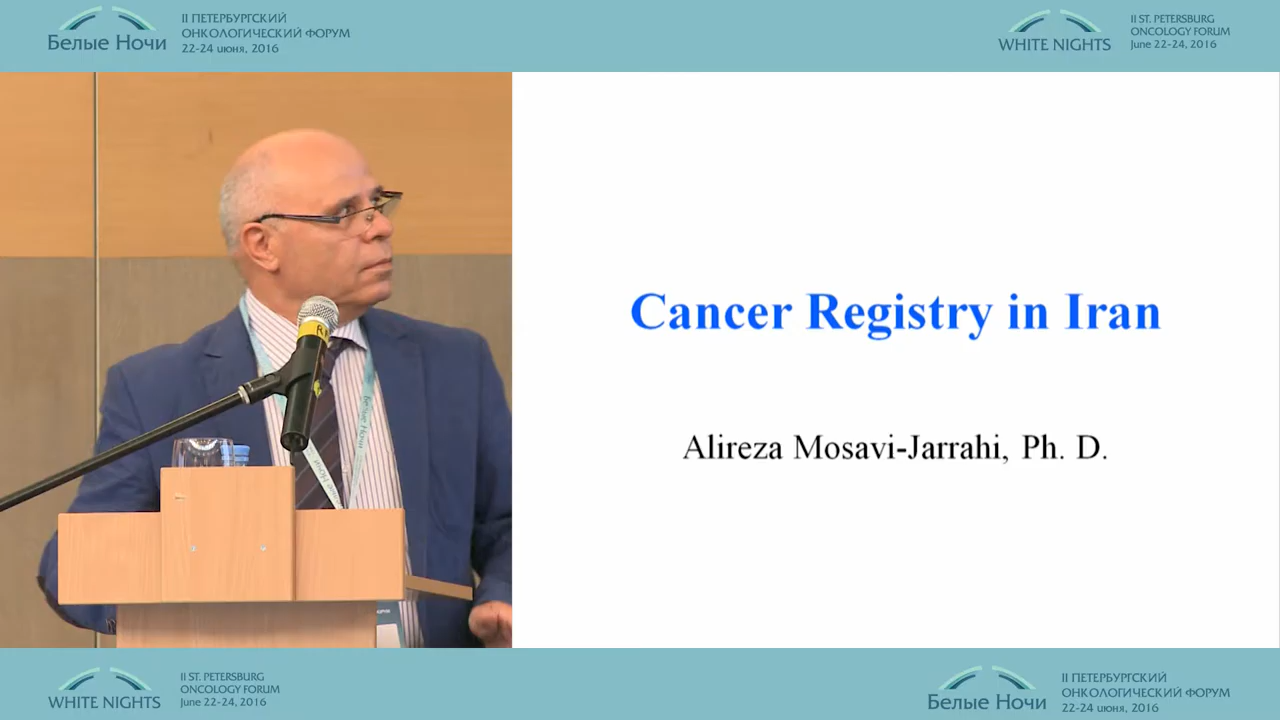 Белые Ночи
II ПЕТЕРБУРГСКИЙ
ОНКОЛОГИЧЕСКИЙ ФОРУМ
22-24 июня, 2016
WHITE NIGHTS
II ST. PETERSBURG
ONCOLOGY FORUM
June 22-24, 2016
Cancer Registry in Iran
Alireza Mosavi-Jarrahi, Ph. D.
Белые Ночи
WHITE NIGHTS
II ST. PETERSBURG
ONCOLOGY FORUM
June 22-24, 2016
Белые Ночи
II ПЕТЕРБУРГСКИЙ
ОНКОЛОГИЧЕСКИЙ ФОРУМ
22-24 июня, 2016